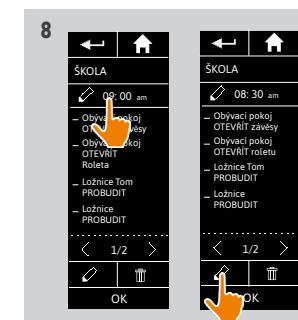 8
ŠKOLA
09: 00 am
– Obývací pokoj
OTEVŘÍT závěsy
– Obývací pokoj
OTEVŘÍT
Roleta
– Ložnice Tom
PROBUDIT
– Ložnice
PROBUDIT
1/2
OK
ŠKOLA
08: 30 am
– Obývací pokoj
OTEVŘÍT závěsy
– Obývací pokoj
OTEVŘÍT roletu
– Ložnice Tom
PROBUDIT
– Ložnice
PROBUDIT
1/2
OK